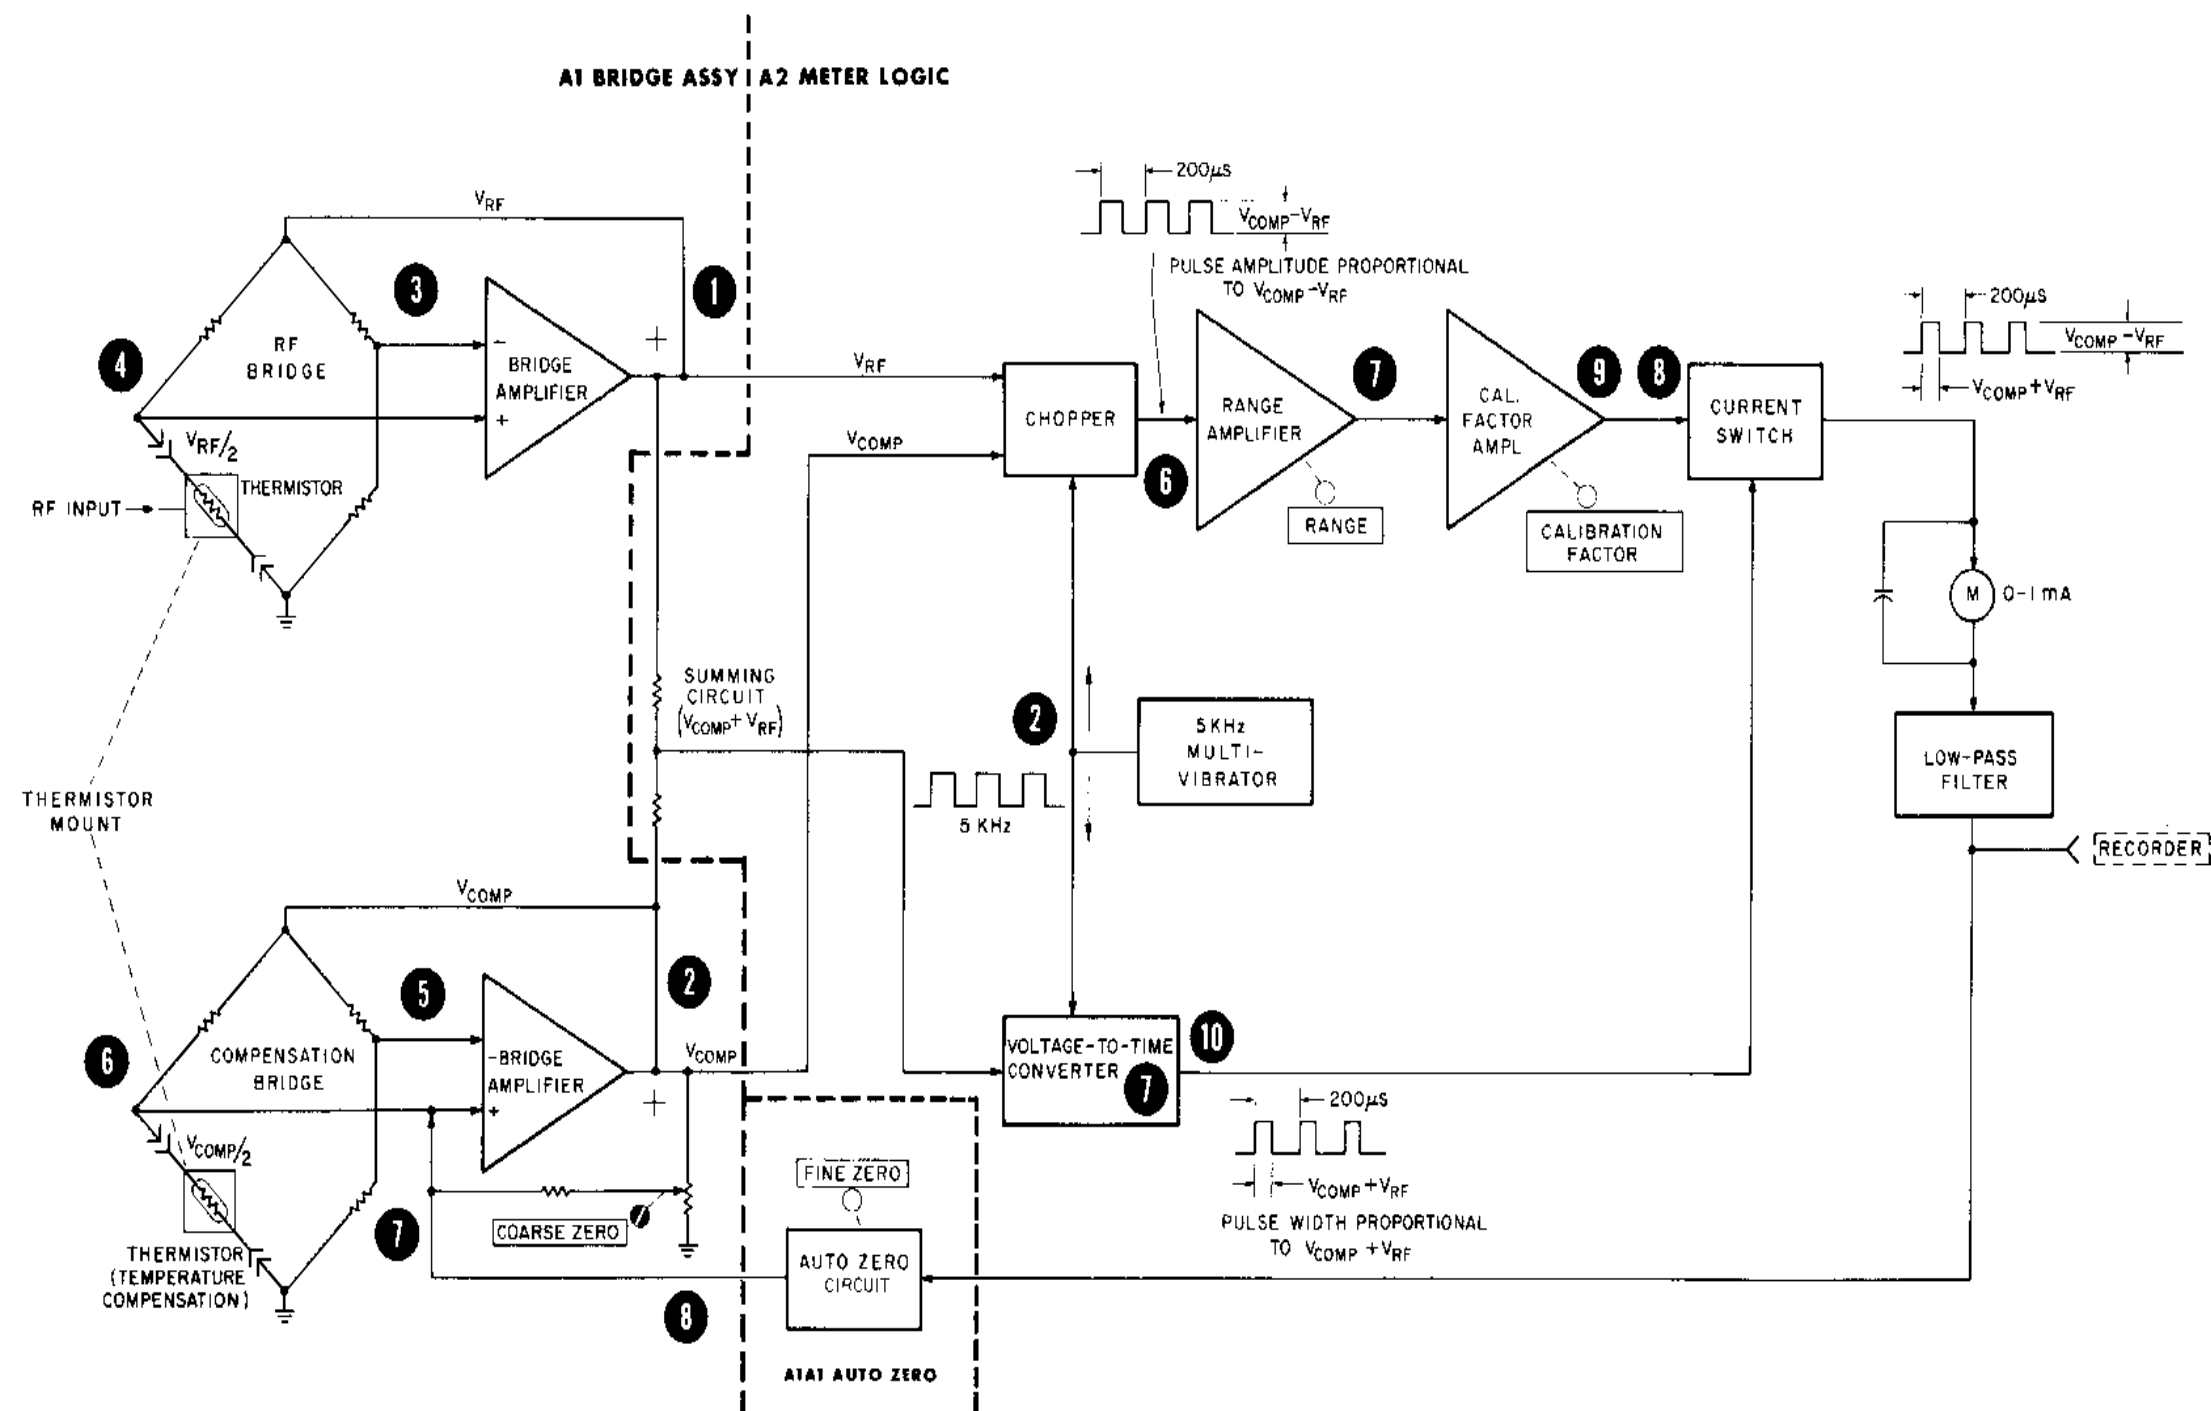 A1 BRIDGE ASSY
A2 METER LOGIC
200µS
VCOMP-VRF
PULSE AMPLITUDE PROPORTIONAL
TO VCOMP-VRF
VRF
1
3
4
RF
BRIDGE
-
BRIDGE
AMPLIFIER
+
+
VRF
VCOMP
CHOPPER
6
RANGE
AMPLIFIER
RANGE
7
CAL.
FACTOR
AMPL
CALIBRATION
FACTOR
9
8
CURRENT
SWITCH
200µS
VCOMP-VRF
VCOMP+VRF
VRF/2
THERMISTOR
RF INPUT
M
0-1mA
SUMMING
CIRCUIT
(VCOMP+VRF)
2
5KHz
MULTI-
VIBRATOR
5 KHz
LOW-PASS
FILTER
RECORDER
THERMISTOR
MOUNT
VCOMP
2
5
6
COMPENSATION
BRIDGE
-BRIDGE
AMPLIFIER
+
+
VCOMP
VOLTAGE-TO-TIME
CONVERTER
7
10
200µS
VCOMP+VRF
PULSE WIDTH PROPORTIONAL
TO VCOMP +VRF
VCOMP/2
THERMISTOR
(TEMPERATURE
COMPENSATION)
7
COARSE ZERO
FINE ZERO
AUTO ZERO
CIRCUIT
8
A1A1 AUTO ZERO